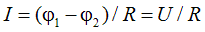 I = (φ₁ − φ₂) / R = U / R